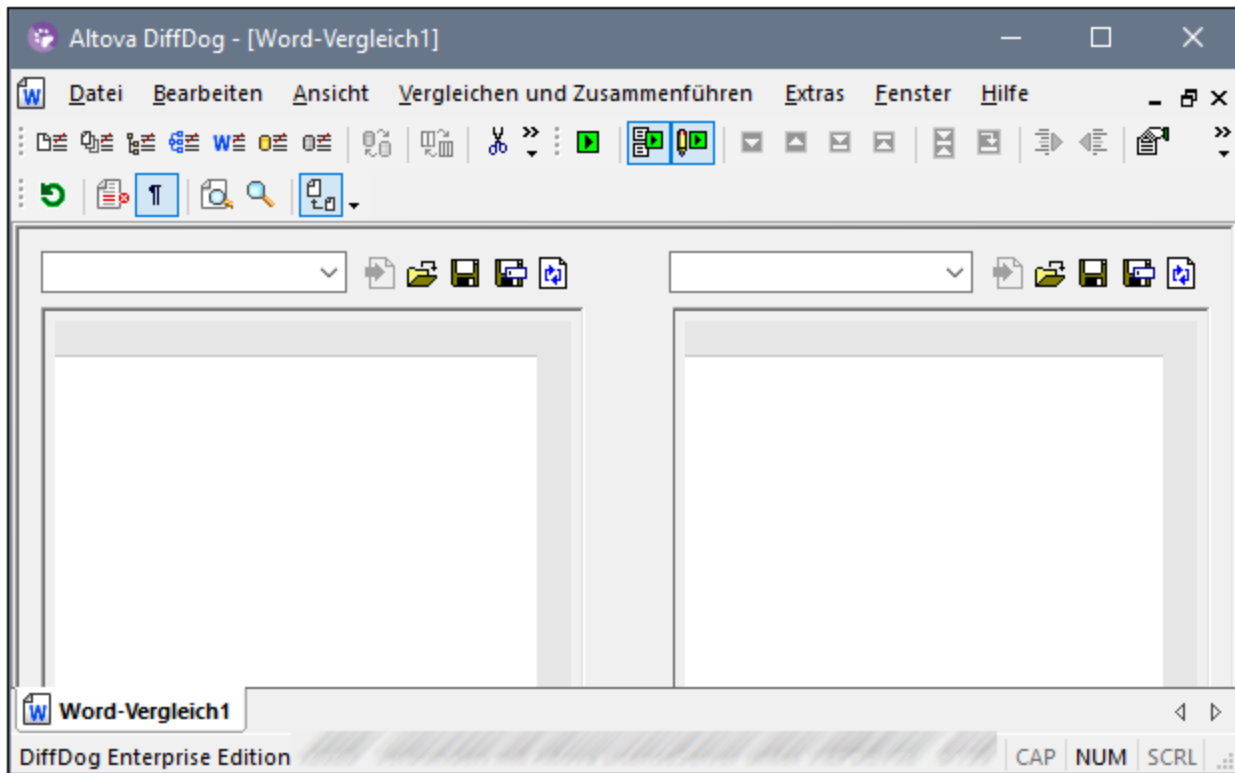 Altova DiffDog - [Word-Vergleich1]
Datei Bearbeiten Ansicht Vergleichen und Zusammenführen Extras Fenster Hilfe
Word-Vergleich1
DiffDog Enterprise Edition CAP NUM SCRL